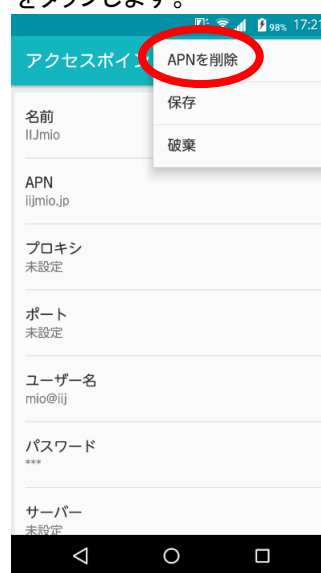 をタップします。
98% 17:21
アクセスポイン
APNを削除
保存
破棄
名前
IIJmio
APN
iijmio.jp
プロキシ
未設定
ポート
未設定
ユーザー名
mio@iij
パスワード
***
サーバー
未設定